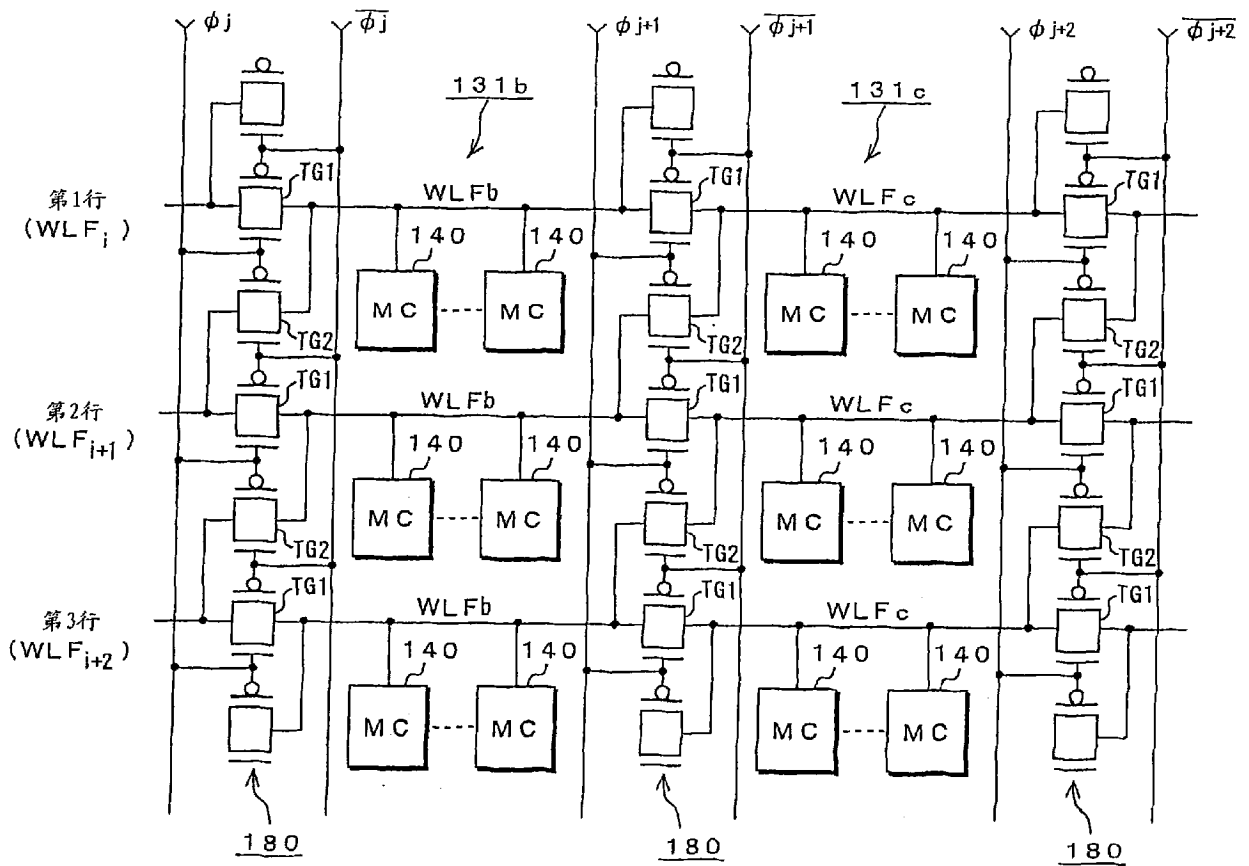 φj φ̅j̅ φj+1 φ̅j̅+̅1̅ φj+2 φ̅j̅+̅2̅
131b 131c
TG1 TG1 TG1
第1行 WLFb WLFc
(WLFi) 140 140 140 140
MC MC MC MC
TG2 TG2 TG2
TG1 TG1 TG1
第2行 WLFb WLFc
(WLFi+1) 140 140 140 140
MC MC MC MC
TG2 TG2 TG2
TG1 TG1 TG1
第3行 WLFb WLFc
(WLFi+2) 140 140 140 140
MC MC MC MC
180 180 180